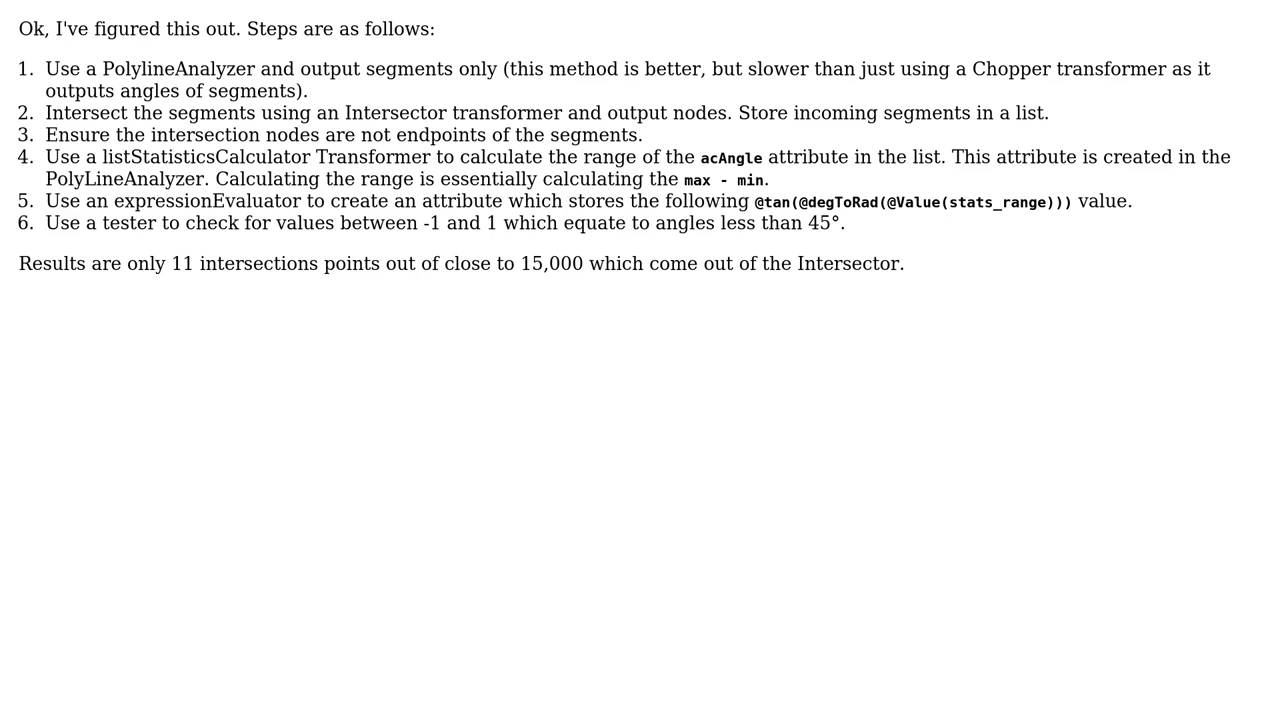 Ok, I've figured this out. Steps are as follows:
1. Use a PolylineAnalyzer and output segments only (this method is better, but slower than just using a Chopper transformer as it
outputs angles of segments).
2. Intersect the segments using an Intersector transformer and output nodes. Store incoming segments in a list.
3. Ensure the intersection nodes are not endpoints of the segments.
4. Use a listStatisticsCalculator Transformer to calculate the range of the acAngle attribute in the list. This attribute is created in the
PolyLineAnalyzer. Calculating the range is essentially calculating the max - min.
5. Use an expressionEvaluator to create an attribute which stores the following @tan(@degToRad(@Value(stats_range))) value.
6. Use a tester to check for values between -1 and 1 which equate to angles less than 45°.
Results are only 11 intersections points out of close to 15,000 which come out of the Intersector.